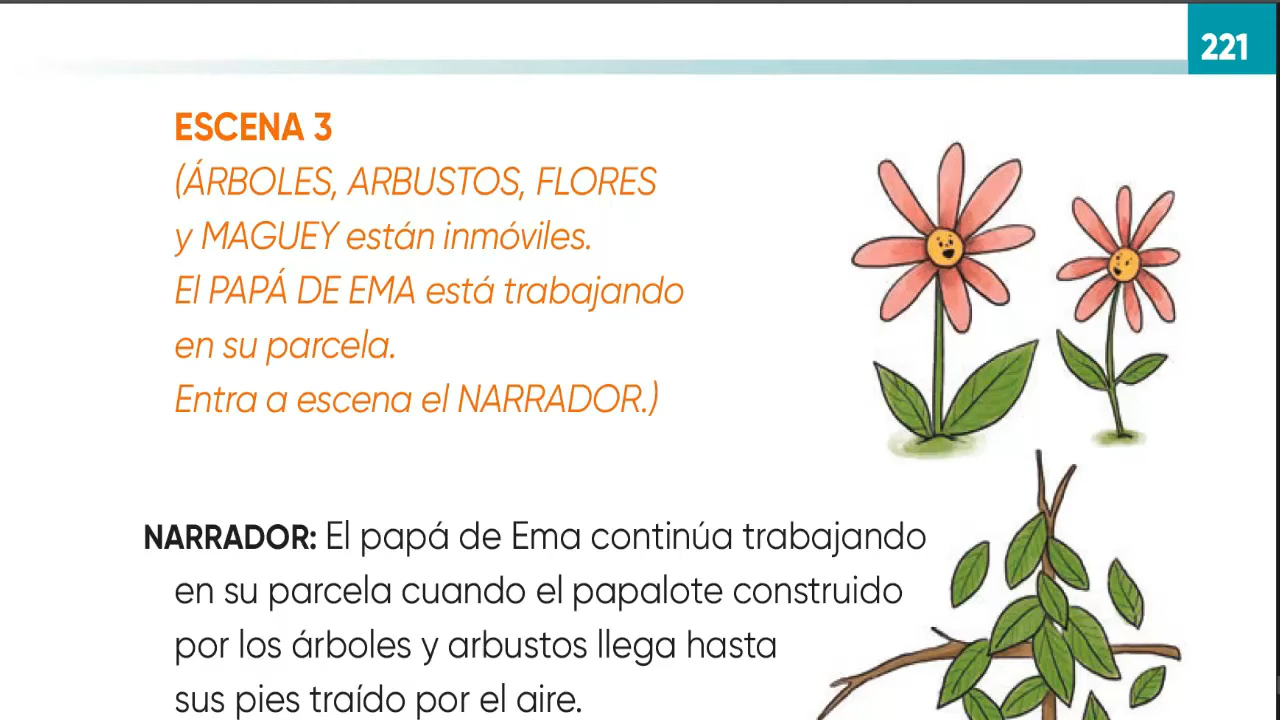 221
ESCENA 3
(ÁRBOLES, ARBUSTOS, FLORES
y MAGUEY están inmóviles.
El PAPÁ DE EMA está trabajando
en su parcela.
Entra a escena el NARRADOR.)
NARRADOR: El papá de Ema continúa trabajando
en su parcela cuando el papalote construido
por los árboles y arbustos llega hasta
sus pies traído por el aire.